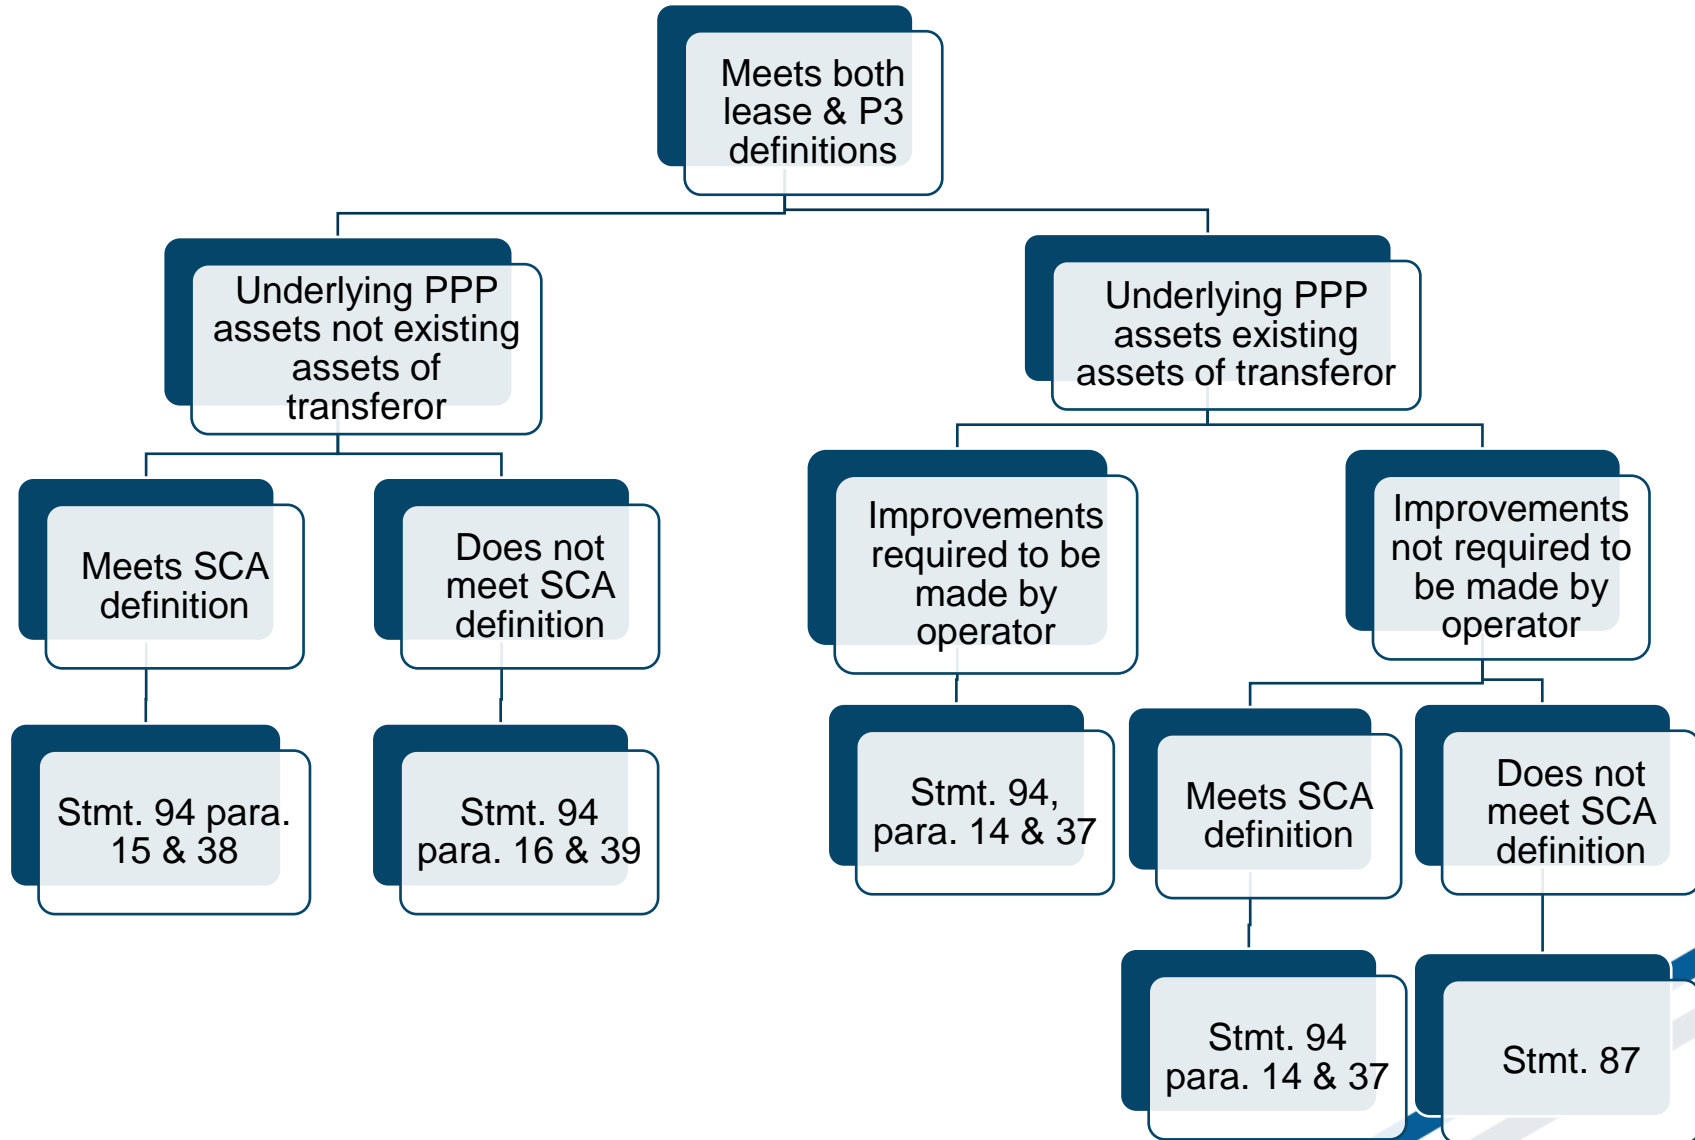 Meets both
lease & P3
definitions
Underlying PPP
assets not existing
assets of
transferor
Underlying PPP
assets existing
assets of transferor
Meets SCA
definition
Does not
meet SCA
definition
Improvements
required to be
made by
operator
Improvements
not required to
be made by
operator
Stmt. 94 para.
15 & 38
Stmt. 94
para. 16 & 39
Stmt. 94,
para. 14 & 37
Meets SCA
definition
Does not
meet SCA
definition
Stmt. 94
para. 14 & 37
Stmt. 87